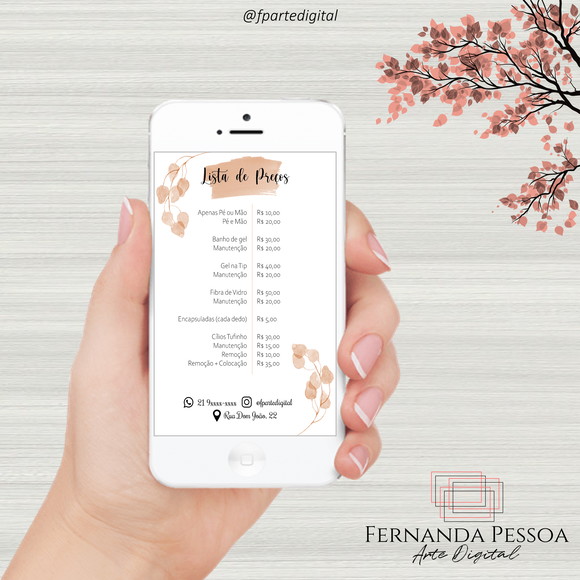 @fpartedigital
Lista de Preços
Apenas Pé ou Mão R$ 10,00
Pé e Mão R$ 20,00
Banho de gel R$ 30,00
Manutenção R$ 20,00
Gel na Tip R$ 40,00
Manutenção R$ 20,00
Fibra de Vidro R$ 50,00
Manutenção R$ 20,00
Encapsuladas (cada dedo) R$ 5,00
Cílios Tufinho R$ 30,00
Manutenção R$ 15,00
Remoção R$ 10,00
Remoção + Colocação R$ 35,00
21 9xxxx-xxxx @fpartedigital
Rua Dom João, 22
FERNANDA PESSOA
Arte Digital